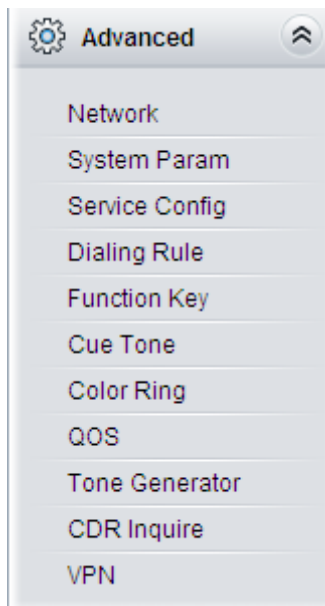 Advanced
Network
System Param
Service Config
Dialing Rule
Function Key
Cue Tone
Color Ring
QOS
Tone Generator
CDR Inquire
VPN